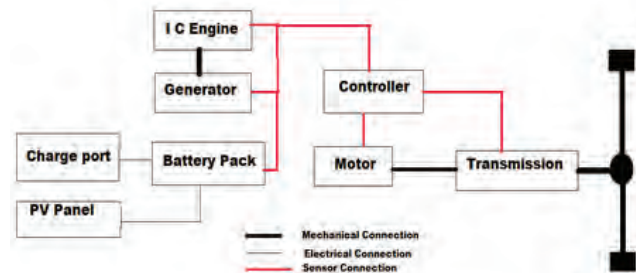 I C Engine
Generator
Controller
Charge port
Battery Pack
Motor
Transmission
PV Panel
Mechanical Connection
Electrical Connection
Sensor Connection